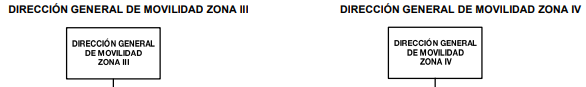 DIRECCIÓN GENERAL DE MOVILIDAD ZONA III
DIRECCIÓN GENERAL DE MOVILIDAD ZONA IV
DIRECCIÓN GENERAL
DE MOVILIDAD
ZONA III
DIRECCIÓN GENERAL
DE MOVILIDAD
ZONA IV